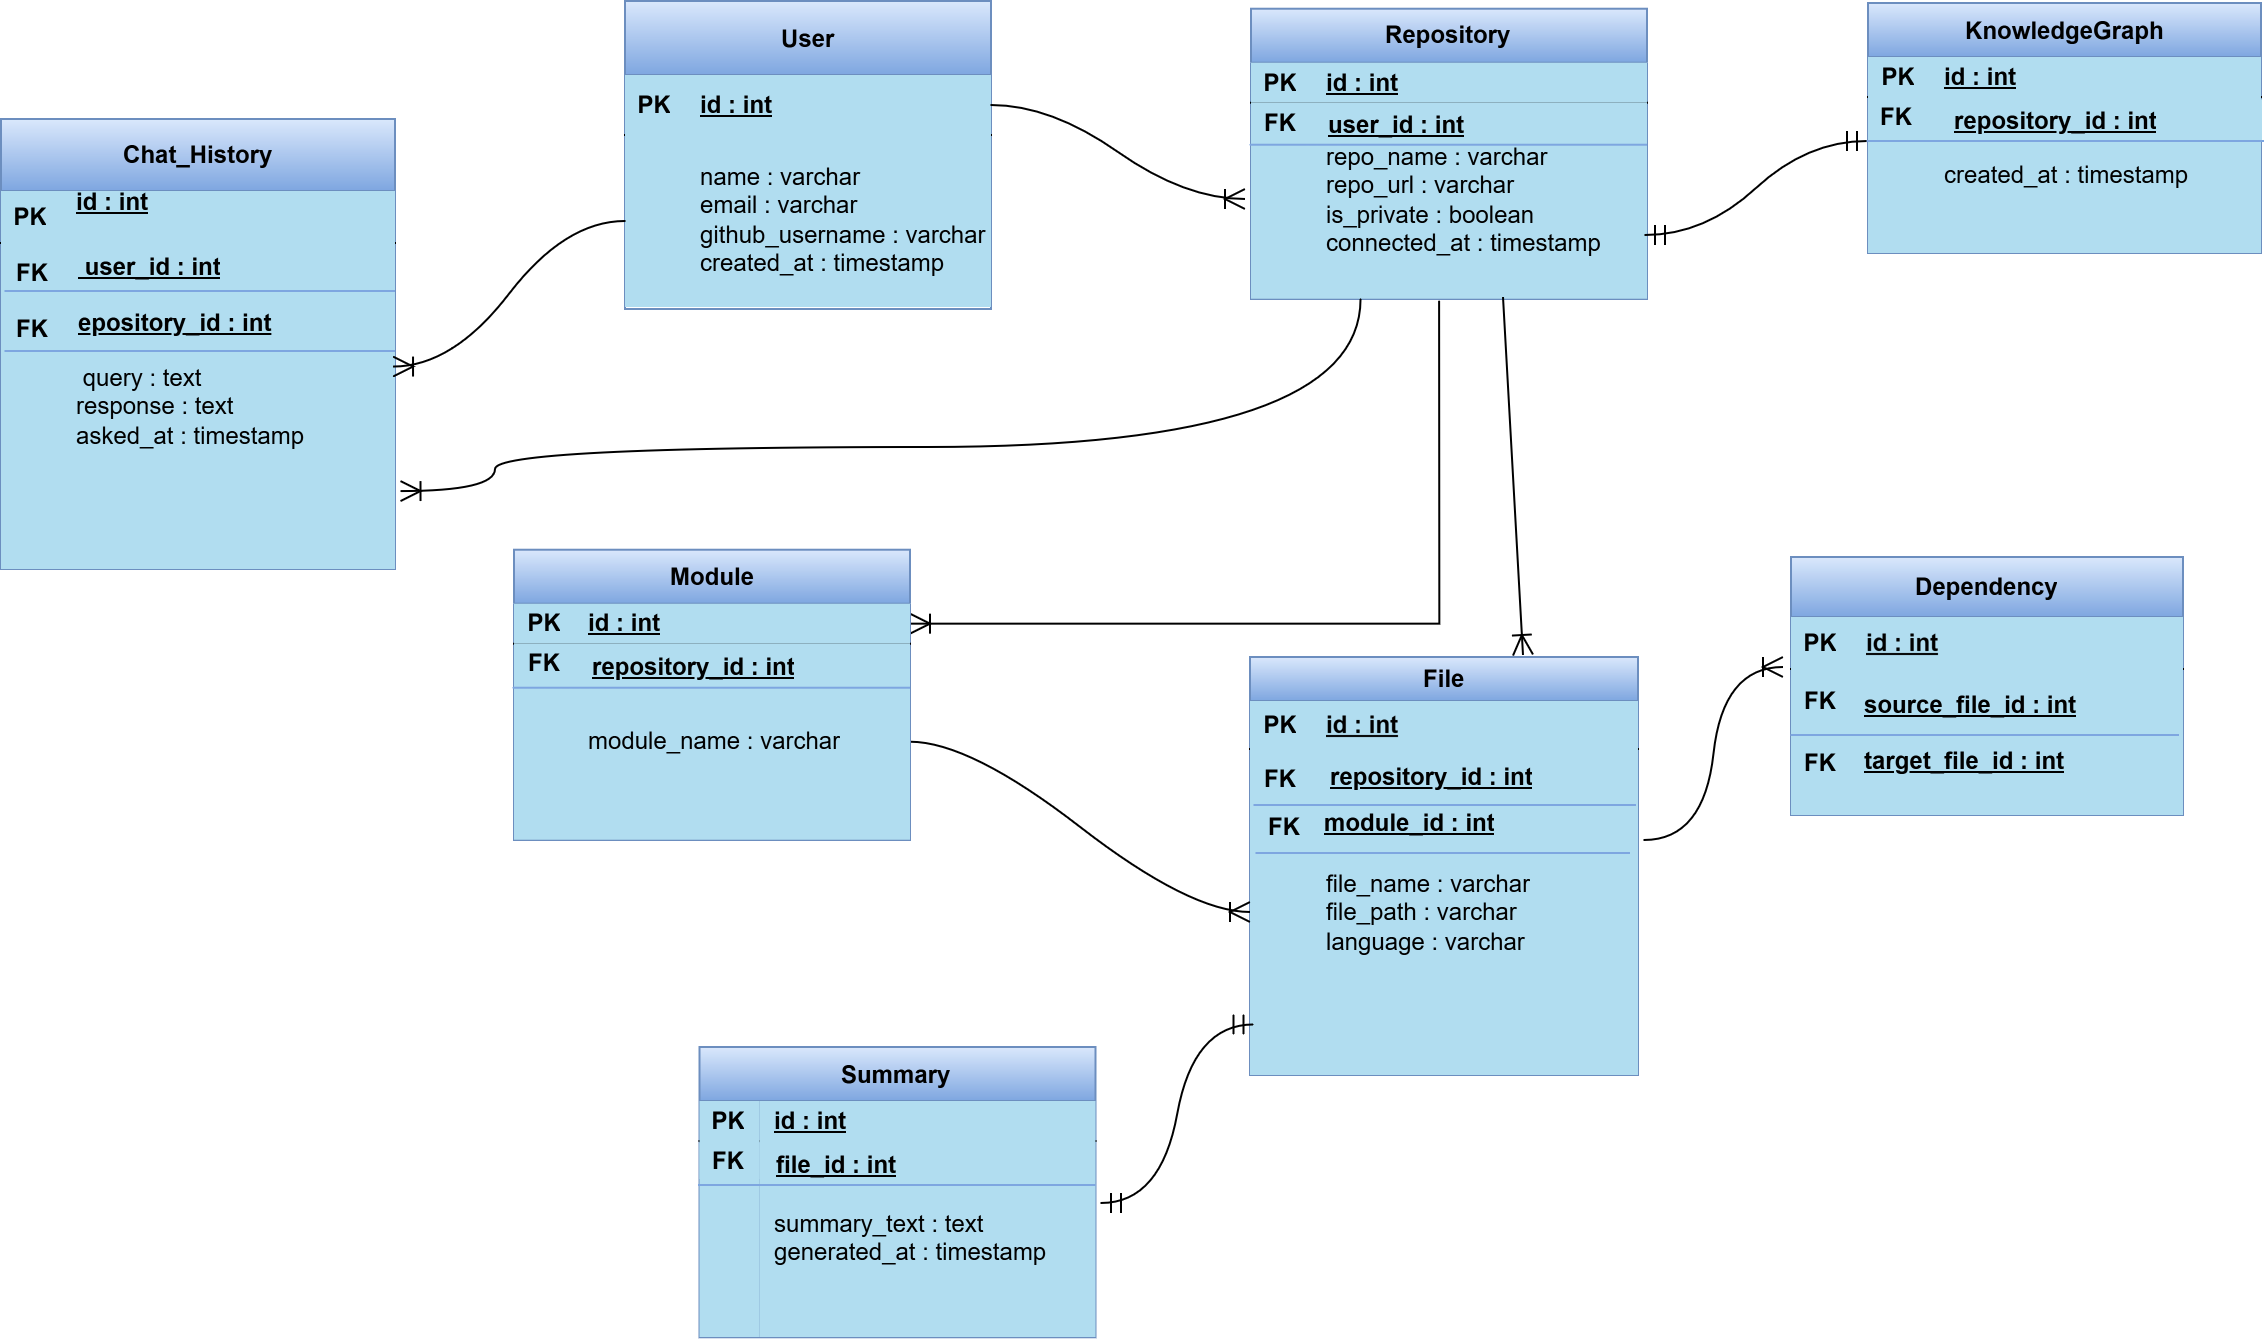 User
PK id : int
name : varchar
email : varchar
github_username : varchar
created_at : timestamp
Repository
PK id : int
FK user_id : int
repo_name : varchar
repo_url : varchar
is_private : boolean
connected_at : timestamp
KnowledgeGraph
PK id : int
FK repository_id : int
created_at : timestamp
Chat_History
PK id : int
FK user_id : int
FK epository_id : int
query : text
response : text
asked_at : timestamp
Module
PK id : int
FK repository_id : int
module_name : varchar
File
PK id : int
FK repository_id : int
FK module_id : int
file_name : varchar
file_path : varchar
language : varchar
Dependency
PK id : int
FK source_file_id : int
FK target_file_id : int
Summary
PK id : int
FK file_id : int
summary_text : text
generated_at : timestamp